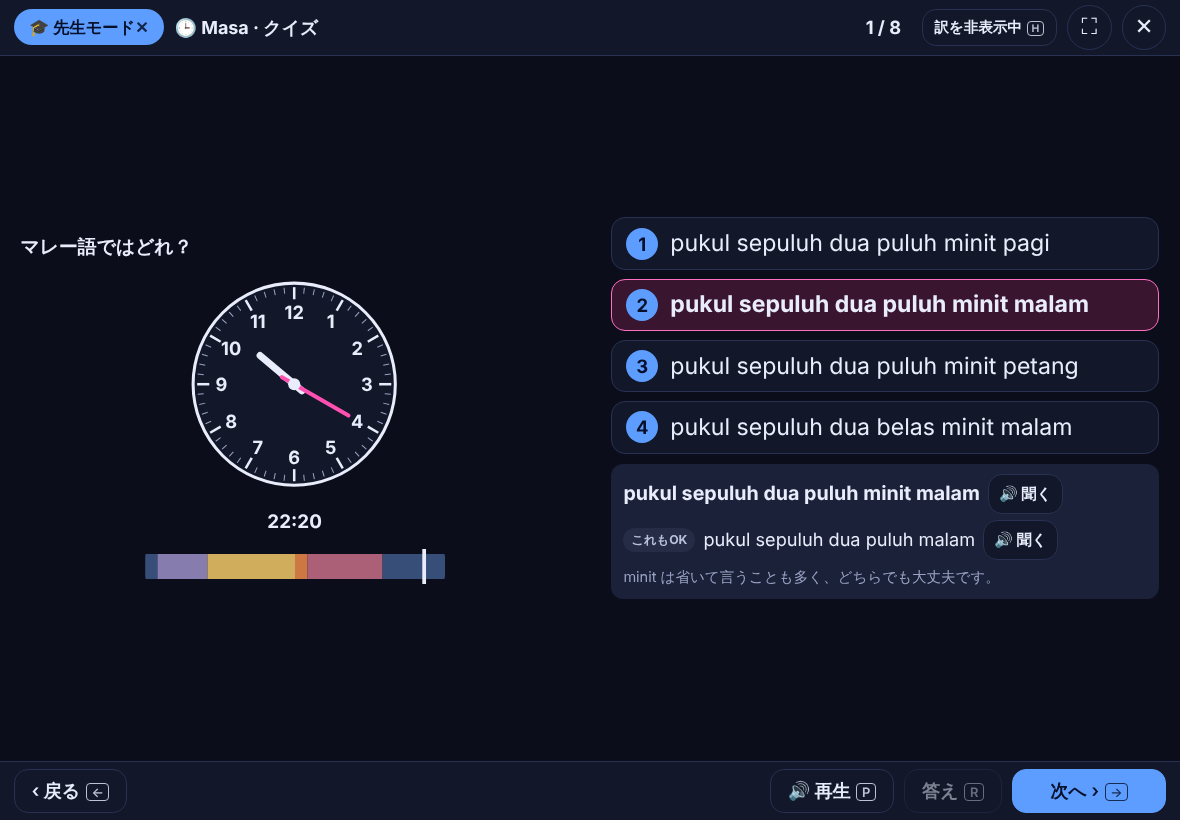 🎓 先生モード✕
🕒 Masa · クイズ
1 / 8
訳を非表示中 H
✕
マレー語ではどれ？
12
1
2
3
4
5
6
7
8
9
10
11
22:20
1 pukul sepuluh dua puluh minit pagi
2 pukul sepuluh dua puluh minit malam
3 pukul sepuluh dua puluh minit petang
4 pukul sepuluh dua belas minit malam
pukul sepuluh dua puluh minit malam 🔊 聞く
これもOK pukul sepuluh dua puluh malam 🔊 聞く
minit は省いて言うことも多く、どちらでも大丈夫です。
‹ 戻る ←
🔊 再生 P
答え R
次へ › →